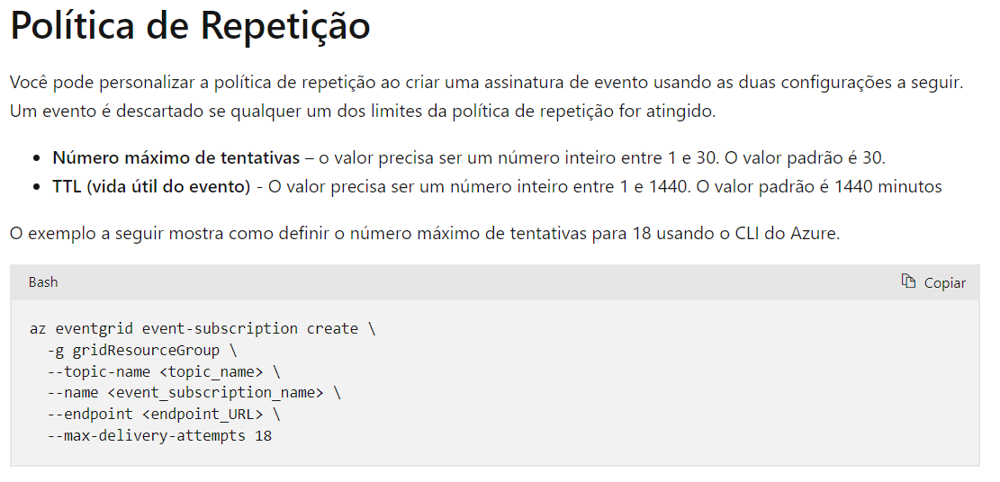 Política de Repetição
Você pode personalizar a política de repetição ao criar uma assinatura de evento usando as duas configurações a seguir.
Um evento é descartado se qualquer um dos limites da política de repetição for atingido.
• Número máximo de tentativas – o valor precisa ser um número inteiro entre 1 e 30. O valor padrão é 30.
• TTL (vida útil do evento) - O valor precisa ser um número inteiro entre 1 e 1440. O valor padrão é 1440 minutos
O exemplo a seguir mostra como definir o número máximo de tentativas para 18 usando o CLI do Azure.
Bash Copiar
az eventgrid event-subscription create \
  -g gridResourceGroup \
  --topic-name <topic_name> \
  --name <event_subscription_name> \
  --endpoint <endpoint_URL> \
  --max-delivery-attempts 18